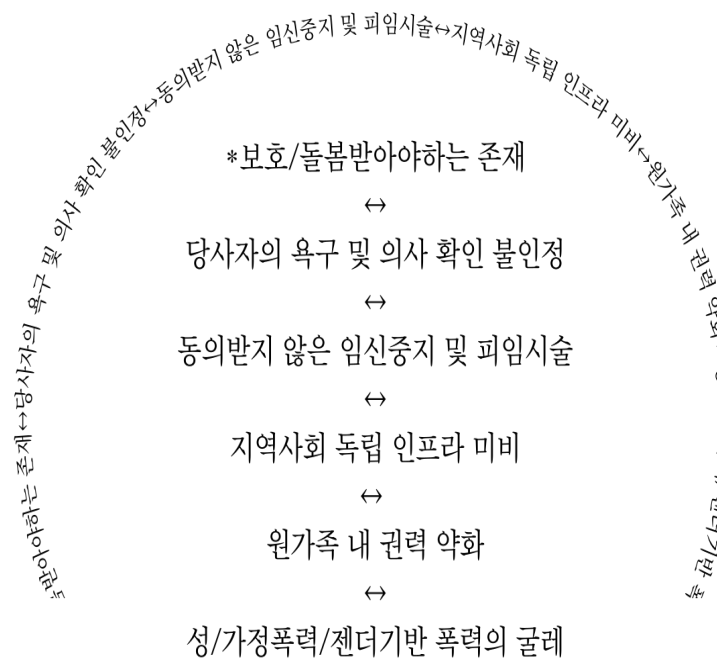 *보호/돌봄받아야하는 존재
↔
당사자의 욕구 및 의사 확인 불인정
↔
동의받지 않은 임신중지 및 피임시술
↔
지역사회 독립 인프라 미비
↔
원가족 내 권력 약화
↔
성/가정폭력/젠더기반 폭력의 굴레
존재↔당사자의 욕구 및 의사 확인 불인정↔동의받지 않은 임신중지 및 피임시술↔지역사회 독립 인프라 미비↔원가족 내 권력